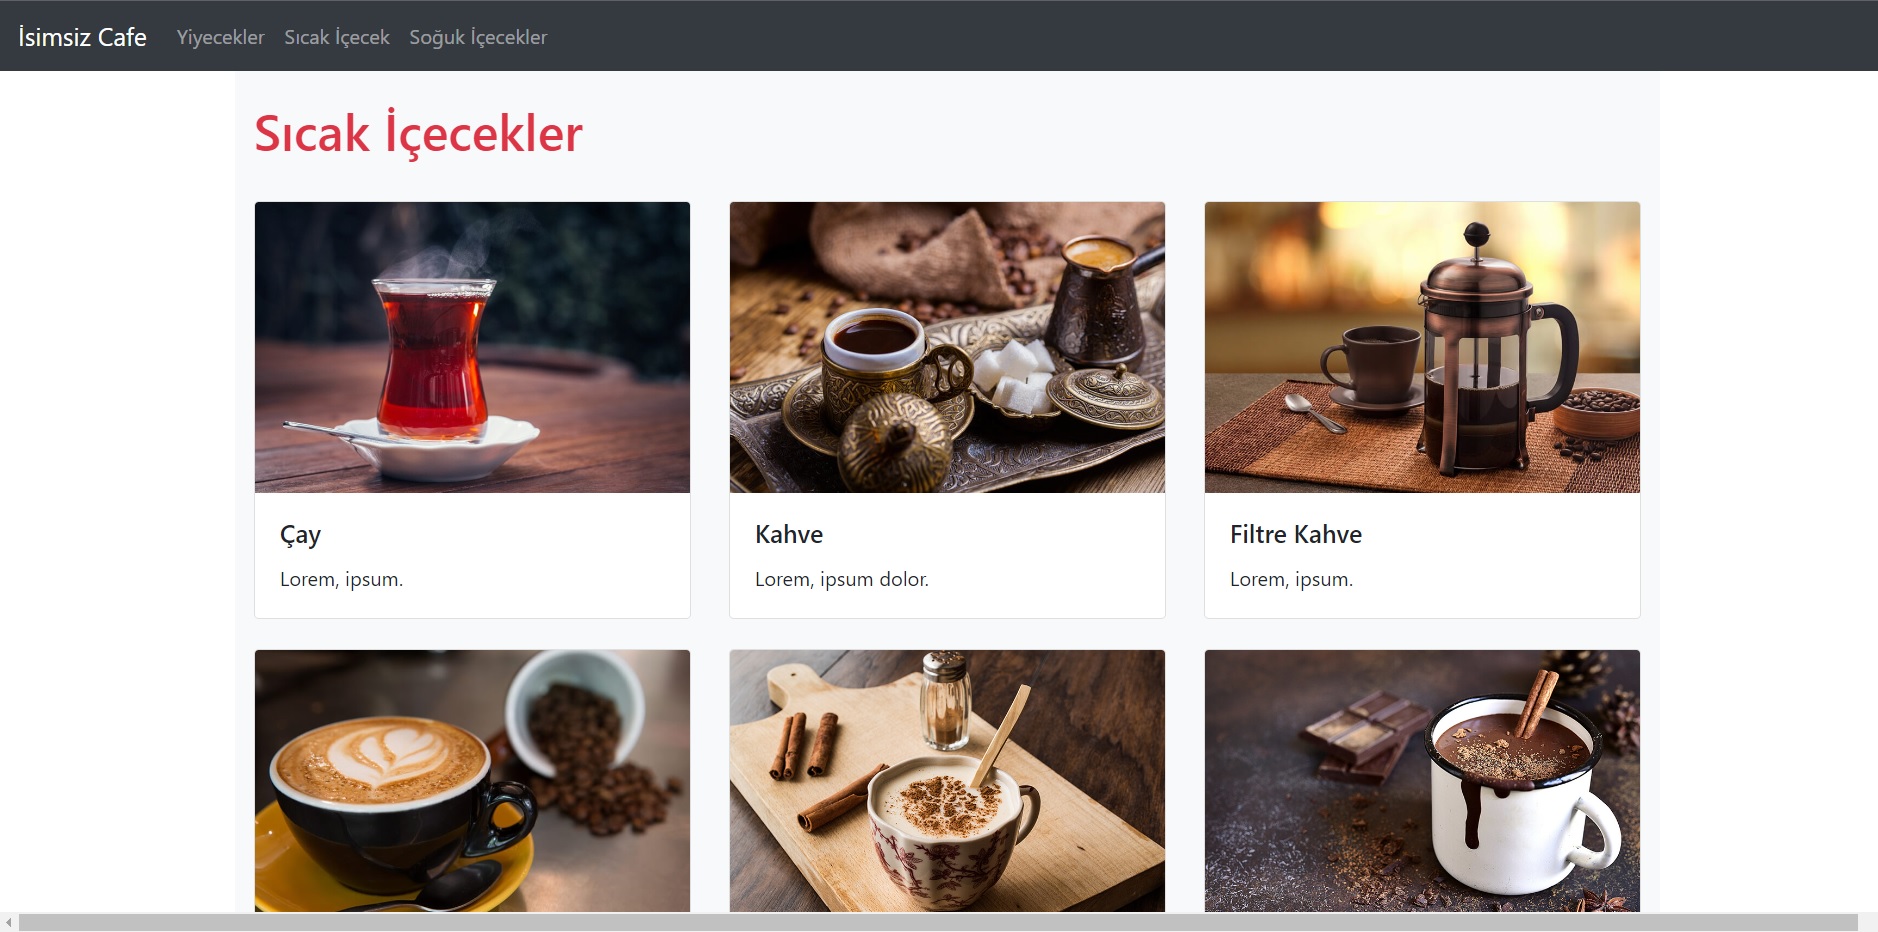 İsimsiz Cafe Yiyecekler Sıcak İçecek Soğuk İçecekler
Sıcak İçecekler
Çay
Lorem, ipsum.
Kahve
Lorem, ipsum dolor.
Filtre Kahve
Lorem, ipsum.